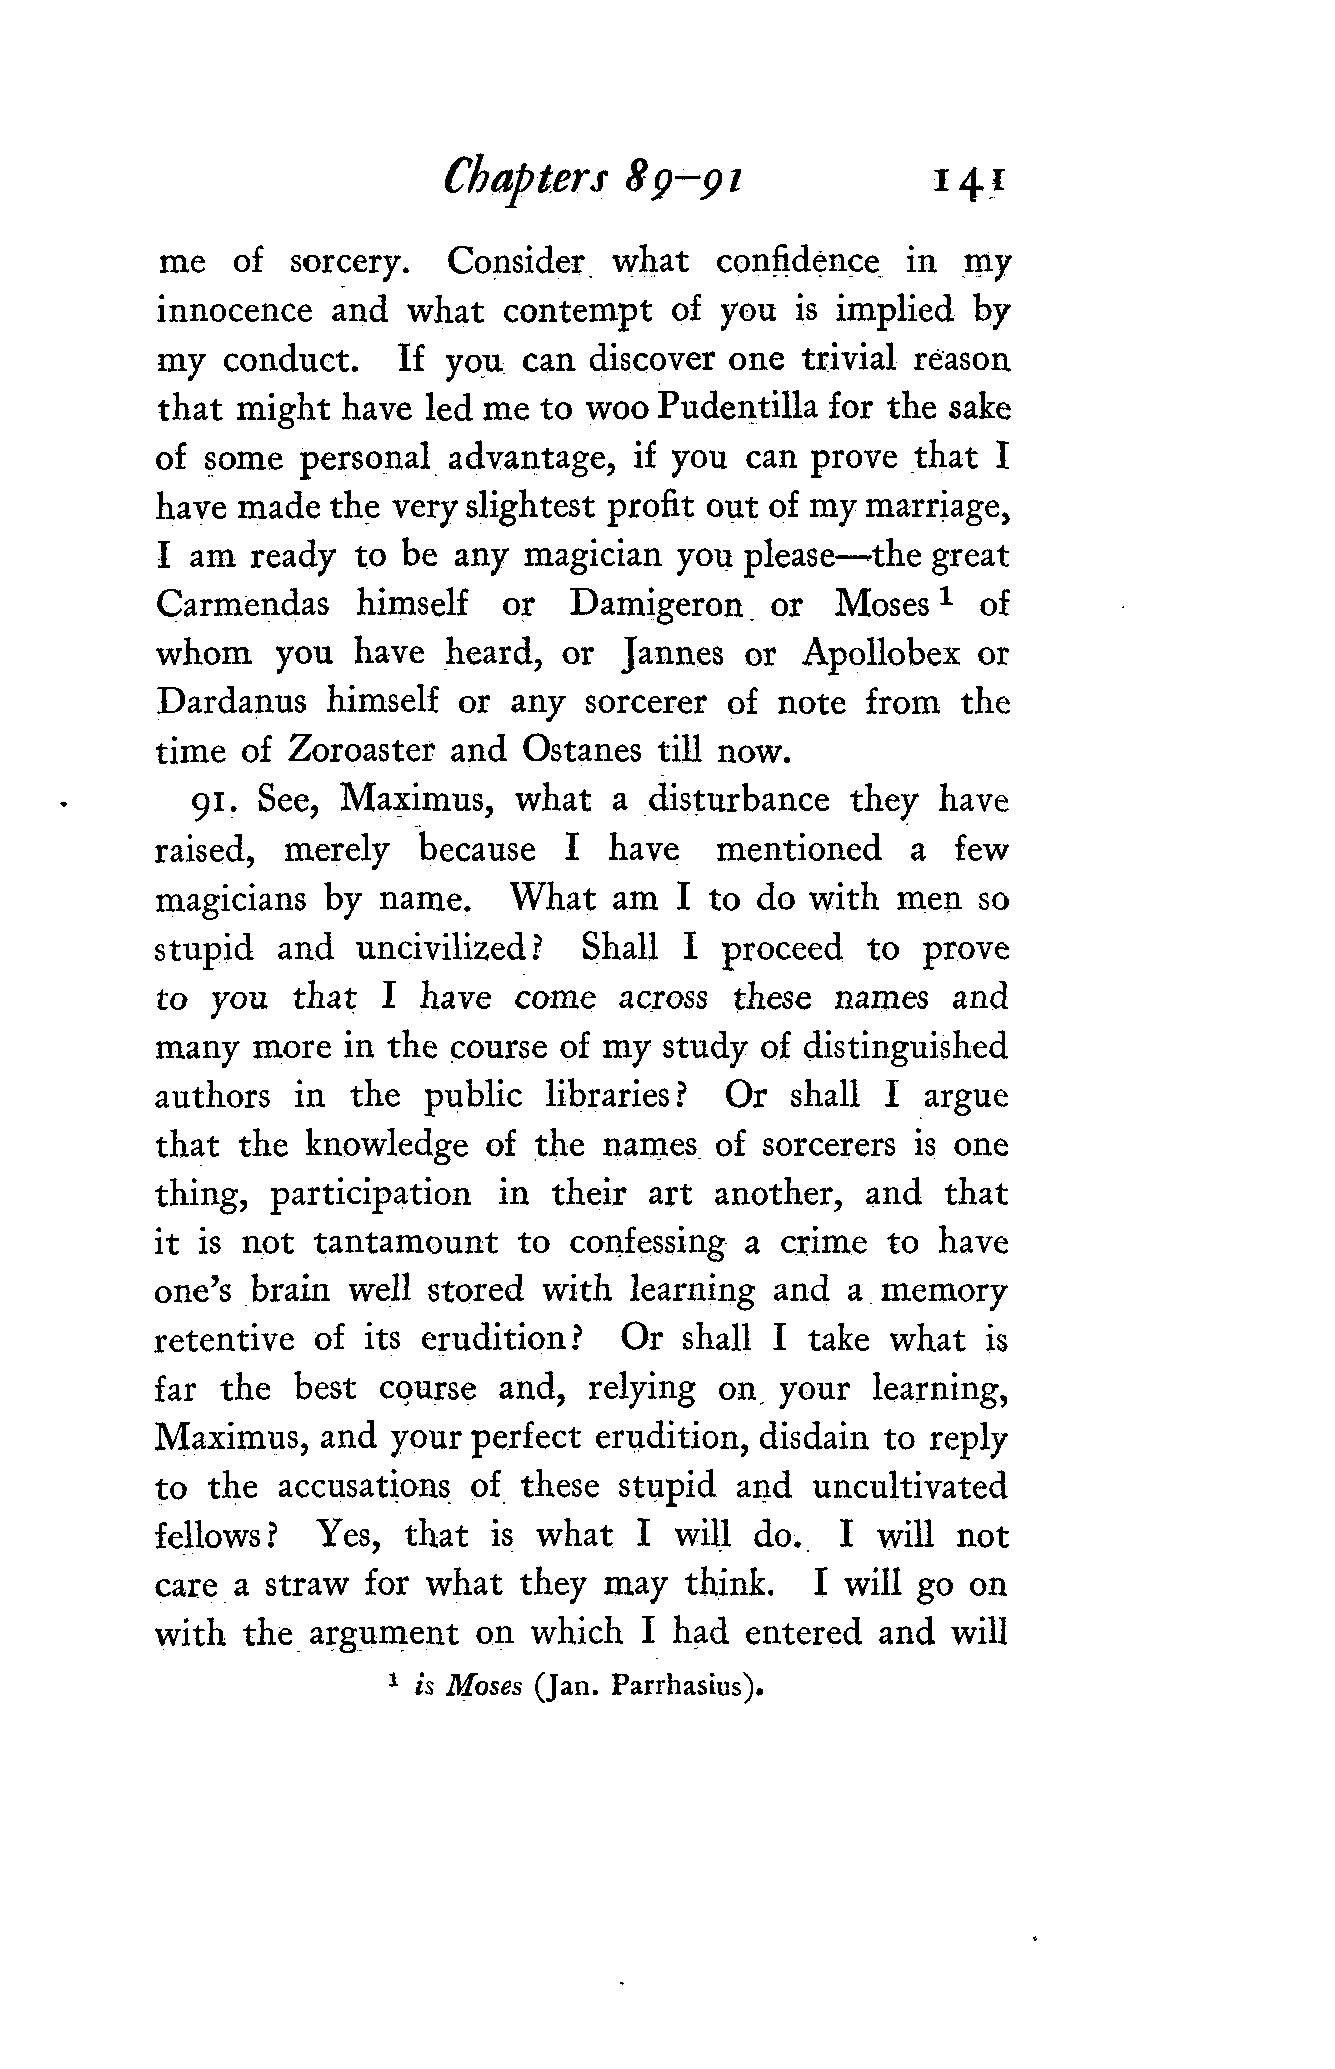 Chapters 89–91 141
me of sorcery. Consider what confidence in my
innocence and what contempt of you is implied by
my conduct. If you can discover one trivial reason
that might have led me to woo Pudentilla for the sake
of some personal advantage, if you can prove that I
have made the very slightest profit out of my marriage,
I am ready to be any magician you please—the great
Carmendas himself or Damigeron or Moses ¹ of
whom you have heard, or Jannes or Apollobex or
Dardanus himself or any sorcerer of note from the
time of Zoroaster and Ostanes till now.
91. See, Maximus, what a disturbance they have
raised, merely because I have mentioned a few
magicians by name. What am I to do with men so
stupid and uncivilized? Shall I proceed to prove
to you that I have come across these names and
many more in the course of my study of distinguished
authors in the public libraries? Or shall I argue
that the knowledge of the names of sorcerers is one
thing, participation in their art another, and that
it is not tantamount to confessing a crime to have
one's brain well stored with learning and a memory
retentive of its erudition? Or shall I take what is
far the best course and, relying on your learning,
Maximus, and your perfect erudition, disdain to reply
to the accusations of these stupid and uncultivated
fellows? Yes, that is what I will do. I will not
care a straw for what they may think. I will go on
with the argument on which I had entered and will
¹ is Moses (Jan. Parrhasius).